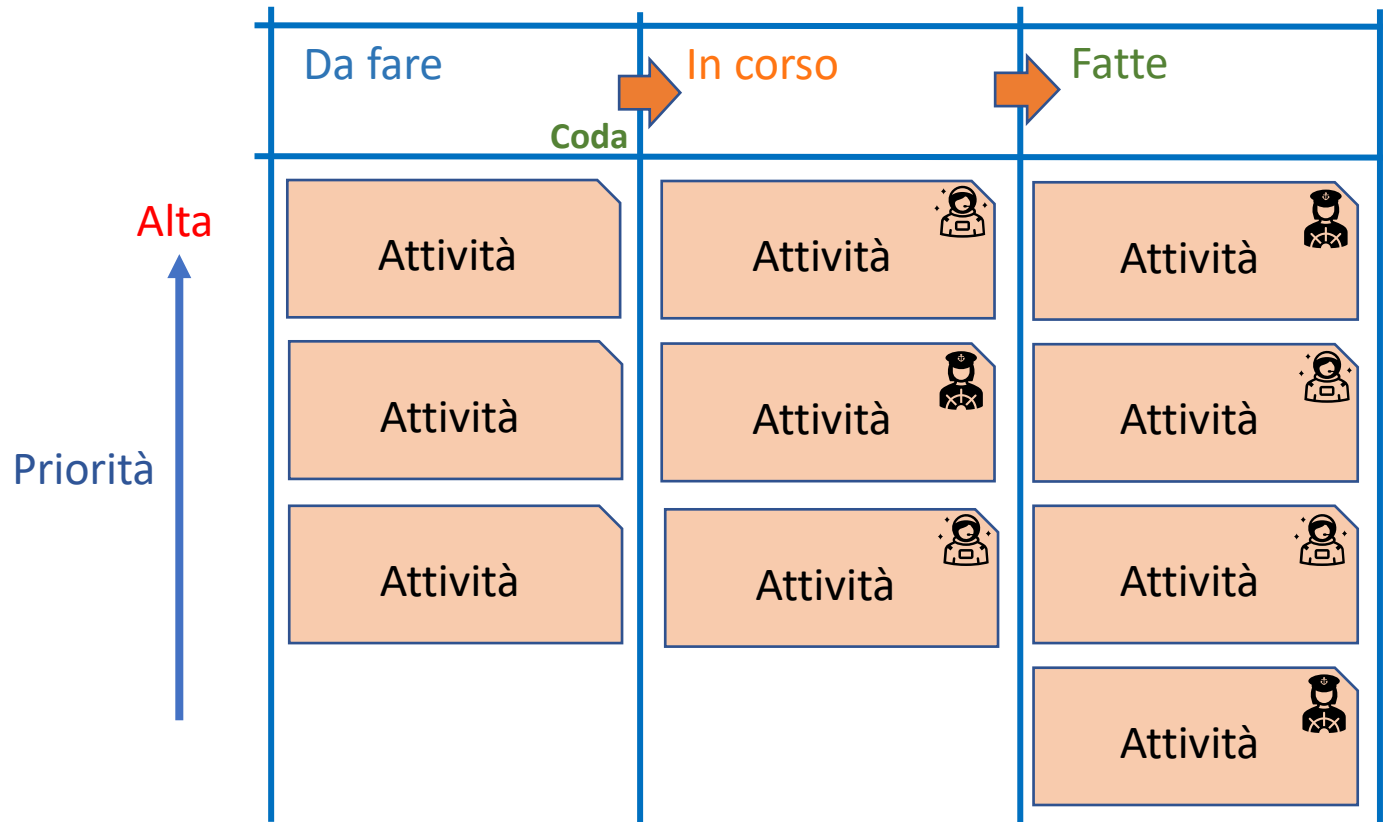 Da fare
In corso
Fatte
Coda
Alta
Priorità
Attività
Attività
Attività
Attività
Attività
Attività
Attività
Attività
Attività
Attività